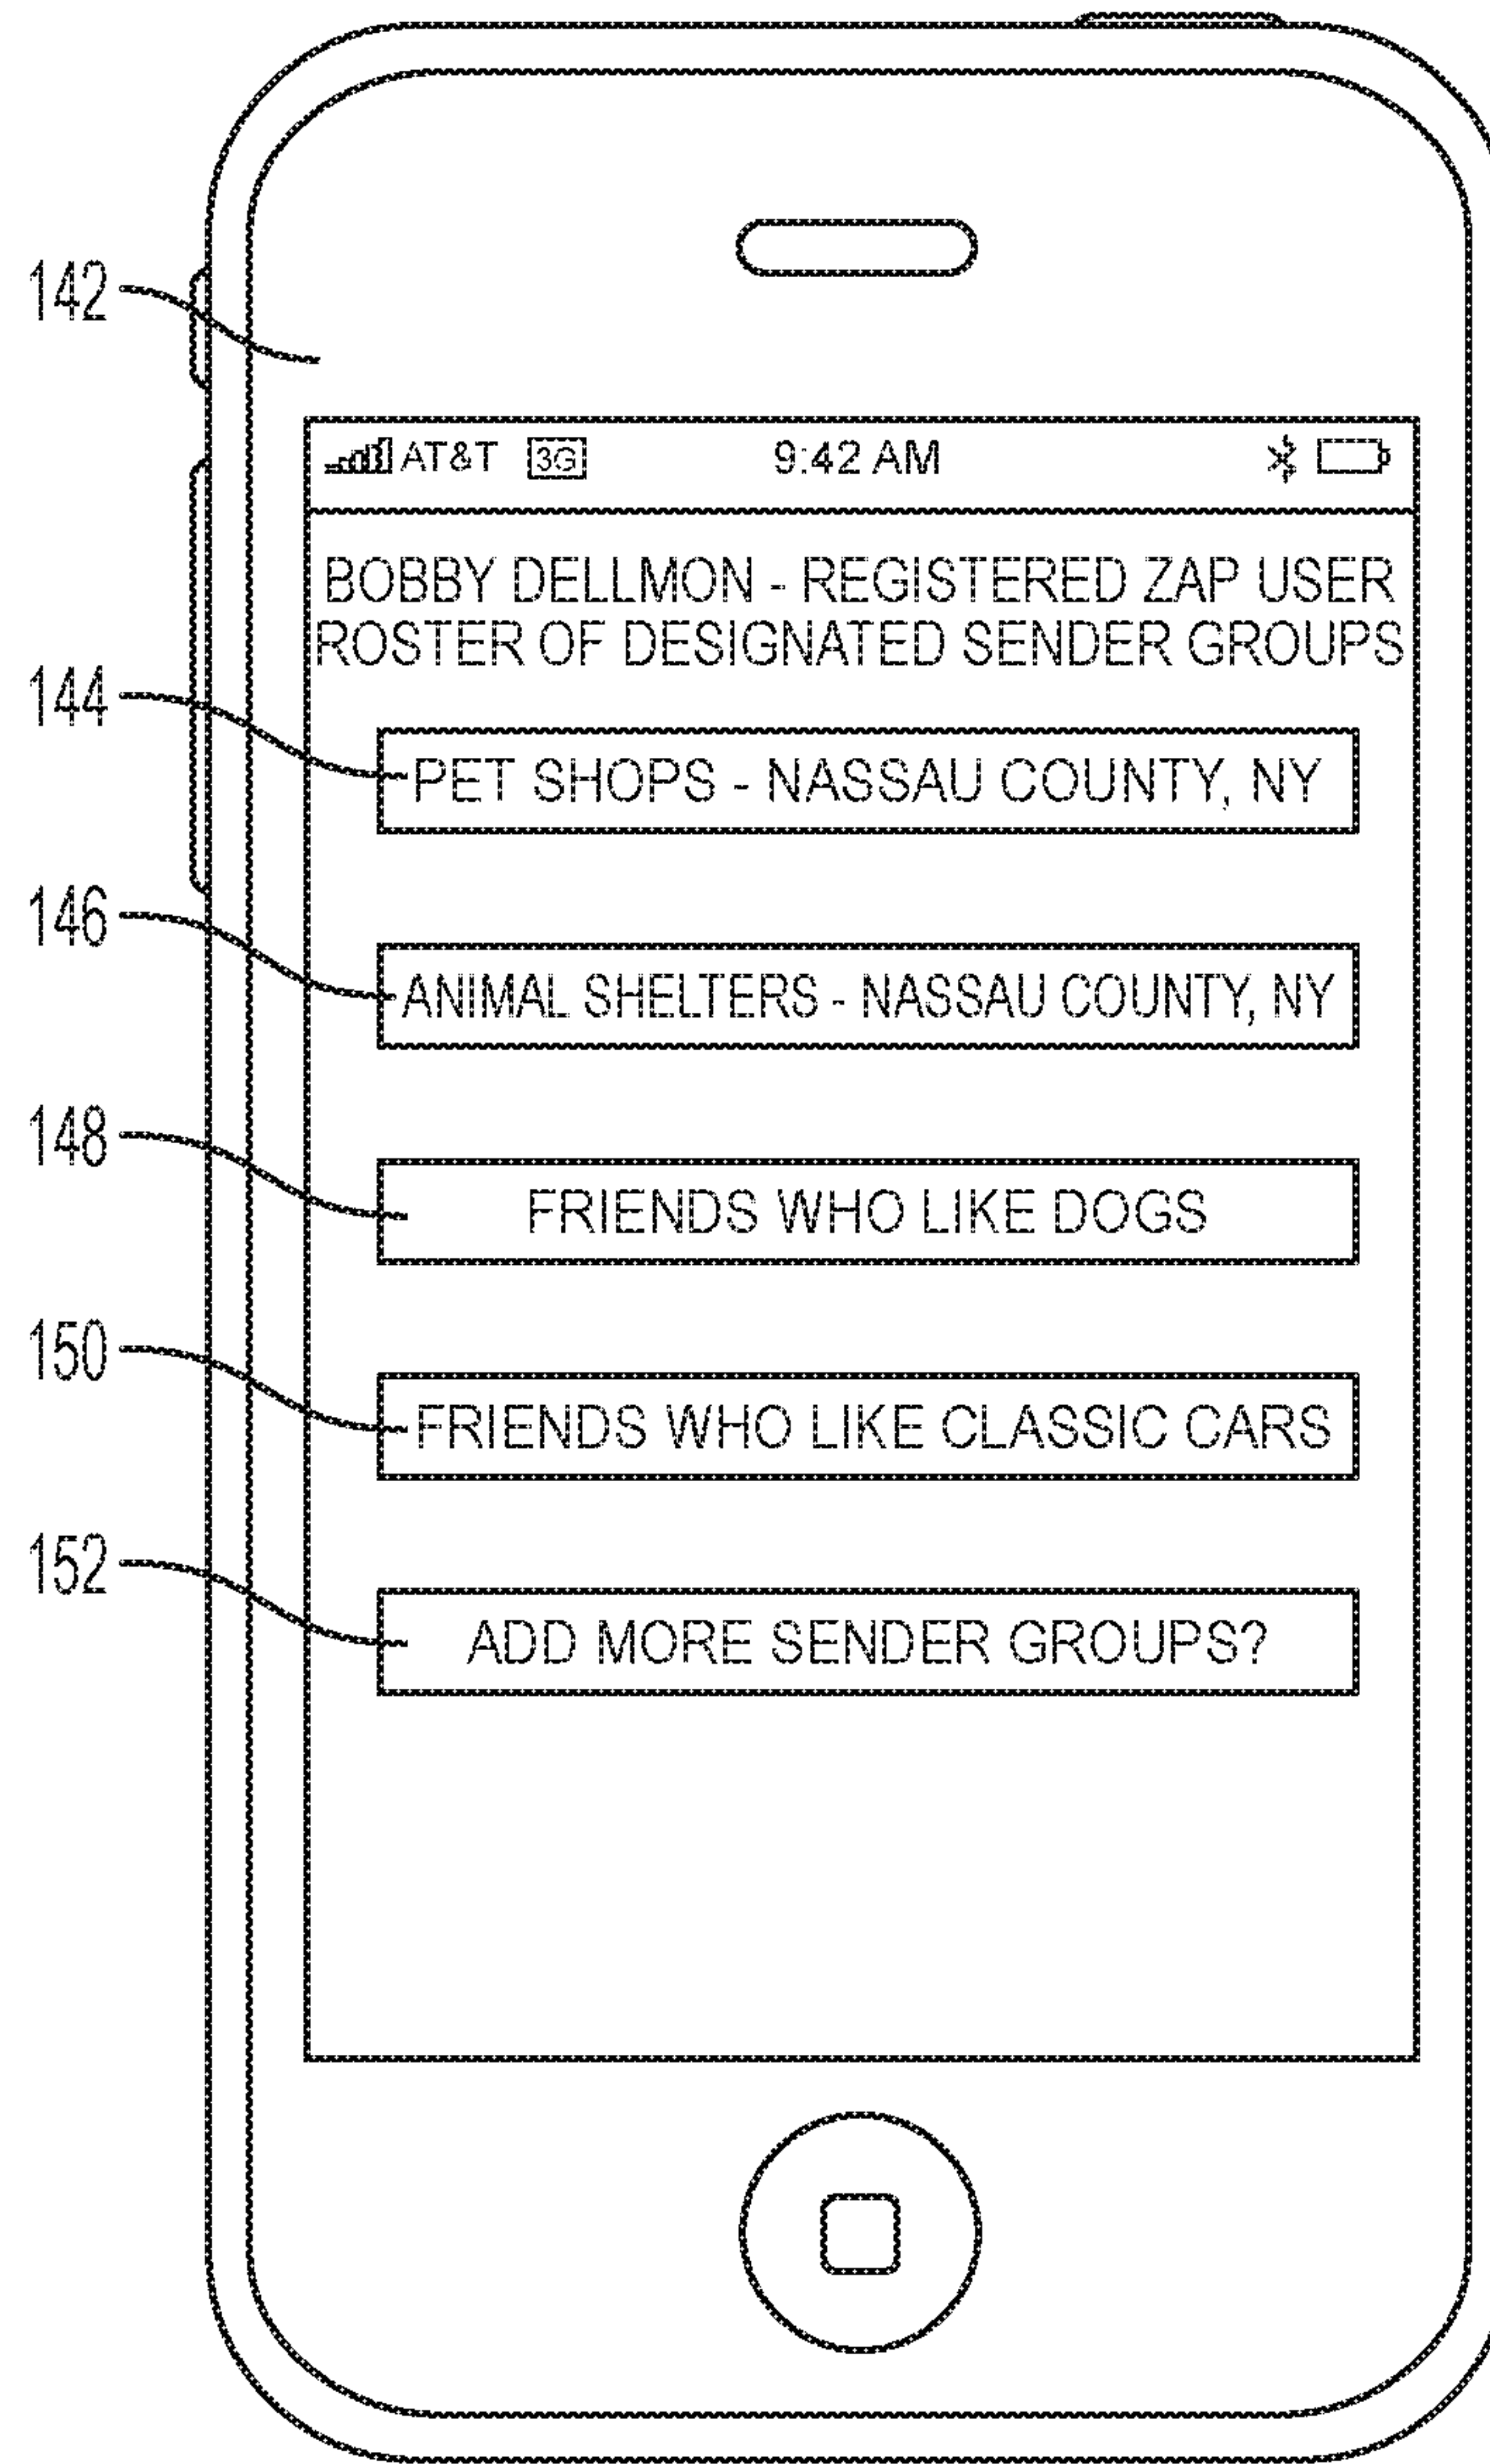 142
AT&T 3G 9:42 AM
BOBBY DELLMON - REGISTERED ZAP USER
ROSTER OF DESIGNATED SENDER GROUPS
144
PET SHOPS - NASSAU COUNTY, NY
146
ANIMAL SHELTERS - NASSAU COUNTY, NY
148
FRIENDS WHO LIKE DOGS
150
FRIENDS WHO LIKE CLASSIC CARS
152
ADD MORE SENDER GROUPS?